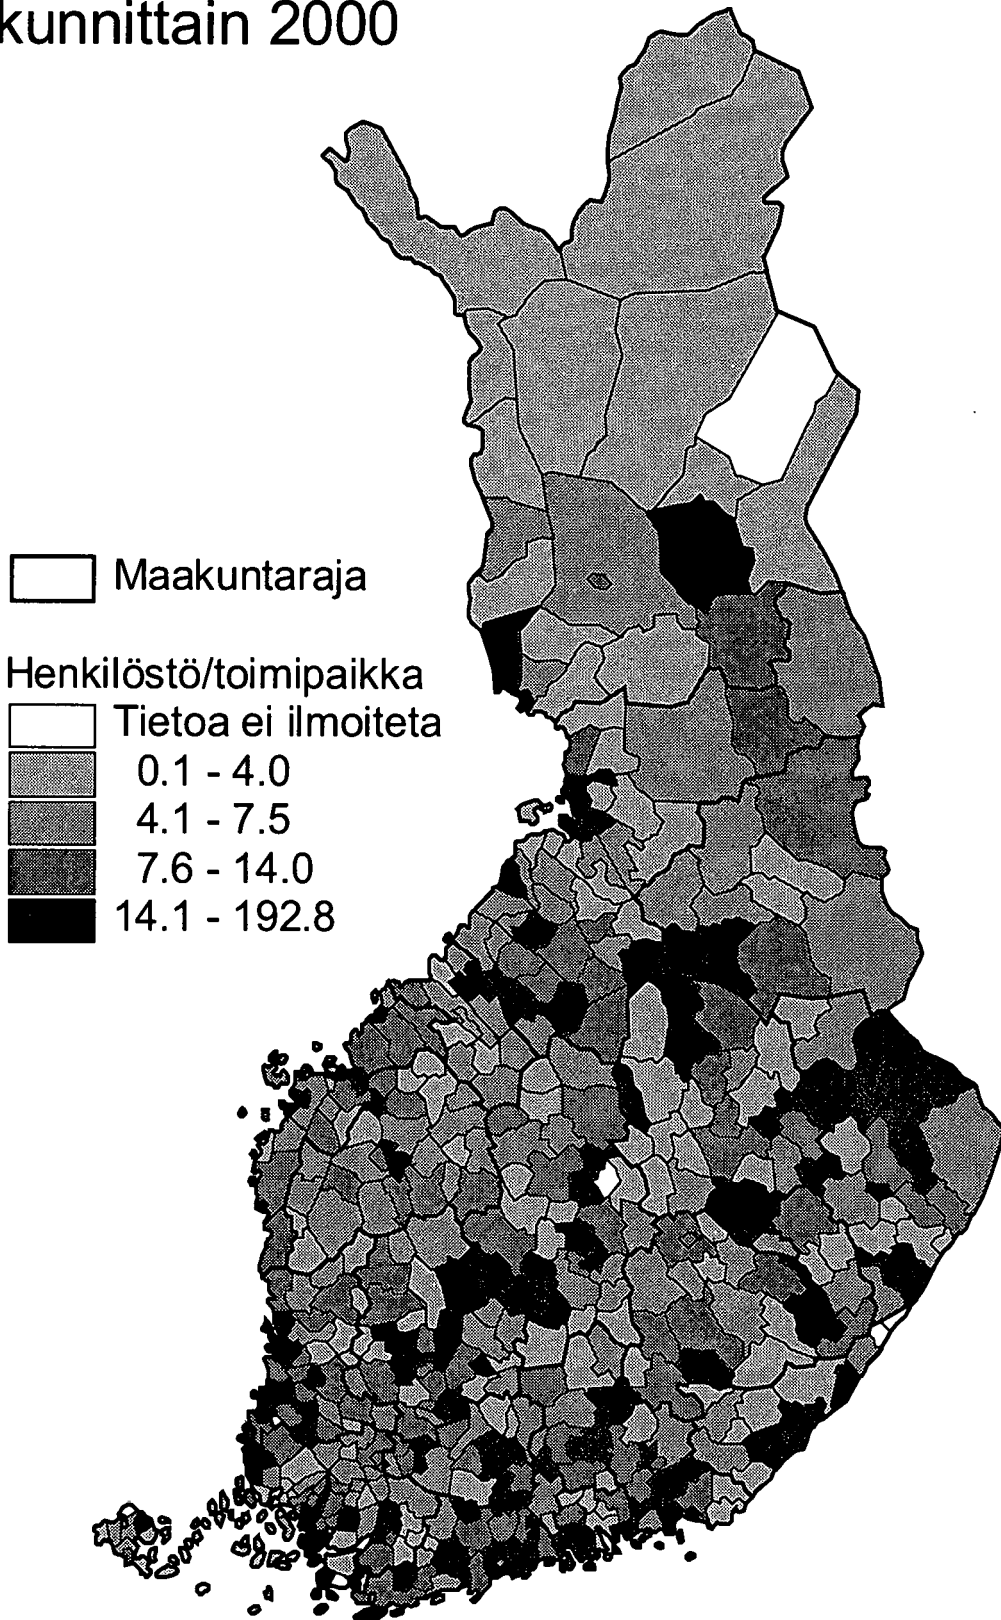 kunnittain 2000
Maakuntaraja
Henkilöstö/toimipaikka
Tietoa ei ilmoiteta
0.1 - 4.0
4.1 - 7.5
7.6 - 14.0
14.1 - 192.8